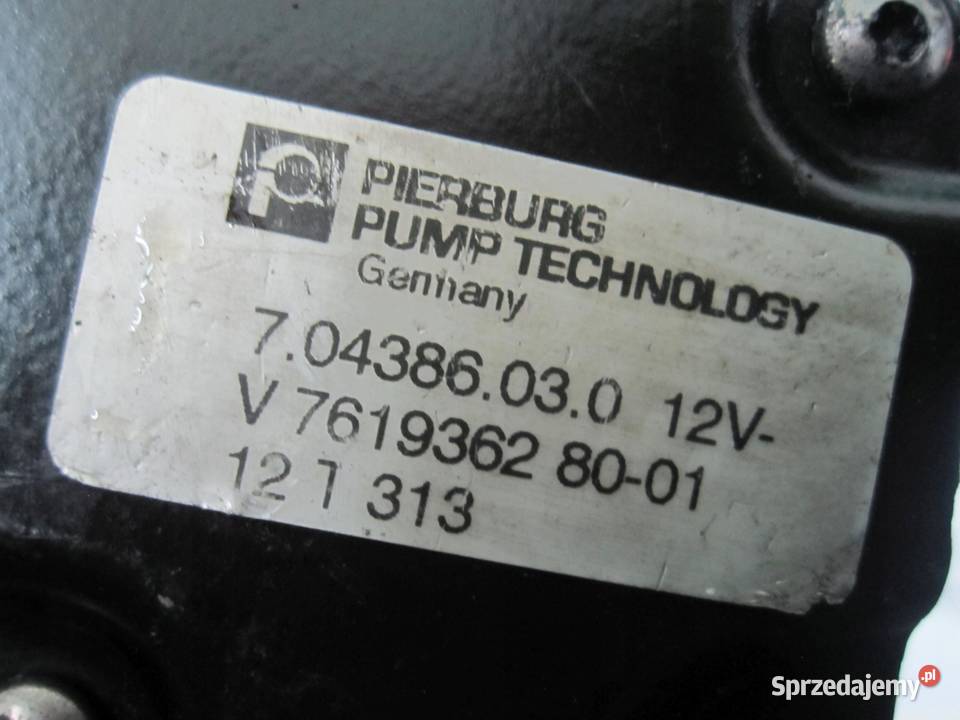 PIERBURG
PUMP TECHNOLOGY
Germany
7.04386.03.0 12V-
V 7619362 80-01
12 1 313
Sprzedajemy.pl